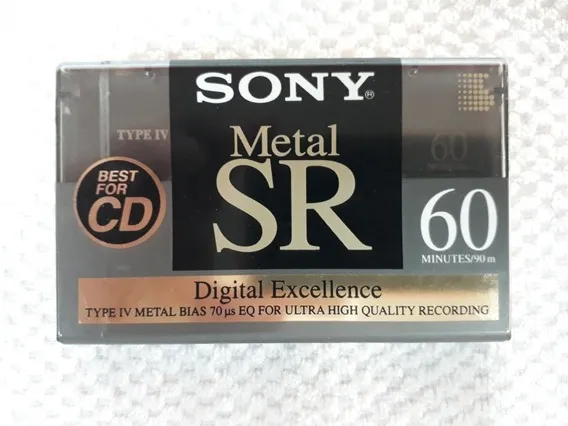 SONY®
TYPE IV
Metal
SR
60
BEST
FOR
CD
60
MINUTES/90 m
Digital Excellence
TYPE IV METAL BIAS 70 µs EQ FOR ULTRA HIGH QUALITY RECORDING